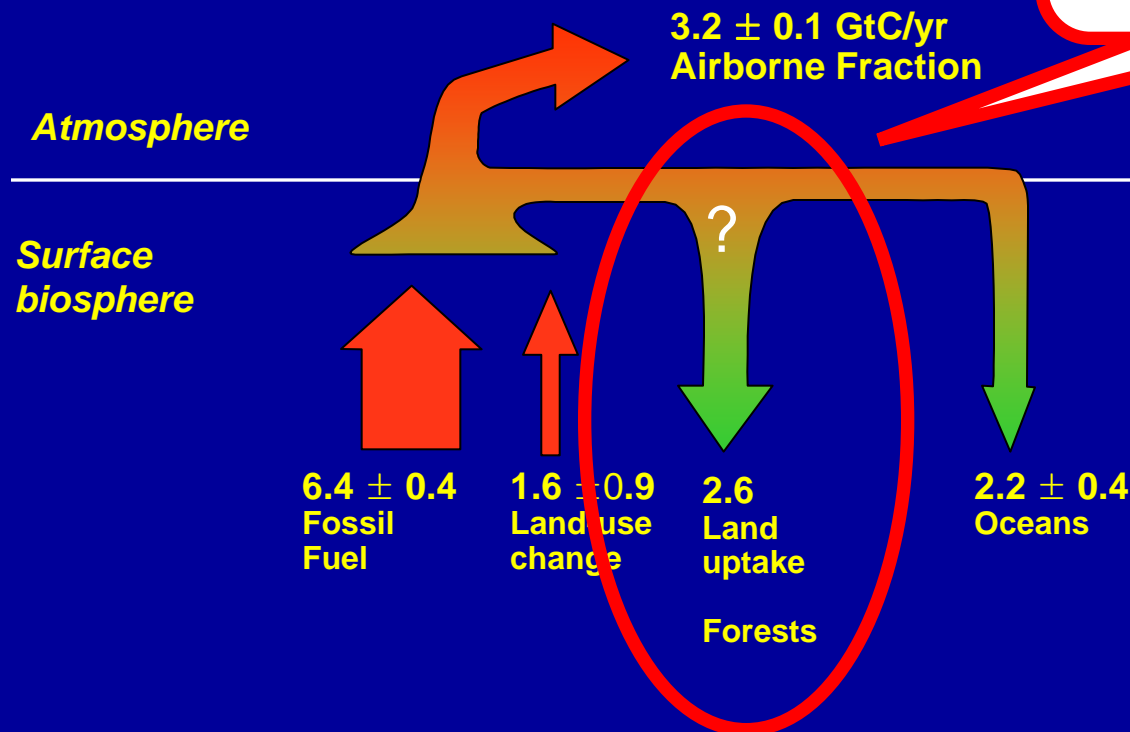 3.2 ± 0.1 GtC/yr
Airborne Fraction
Atmosphere
Surface
biosphere
?
6.4 ± 0.4
Fossil
Fuel
1.6 ±0.9
Land use
change
2.6
Land
uptake
Forests
2.2 ± 0.4
Oceans